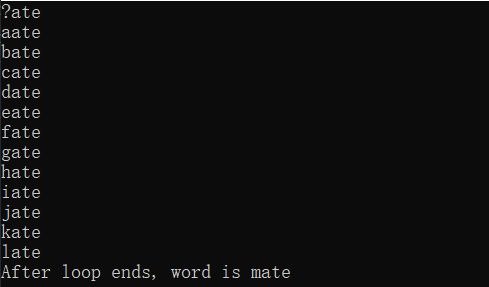 ?ate
aate
bate
cate
date
eate
fate
gate
hate
iate
jate
kate
late
After loop ends, word is mate